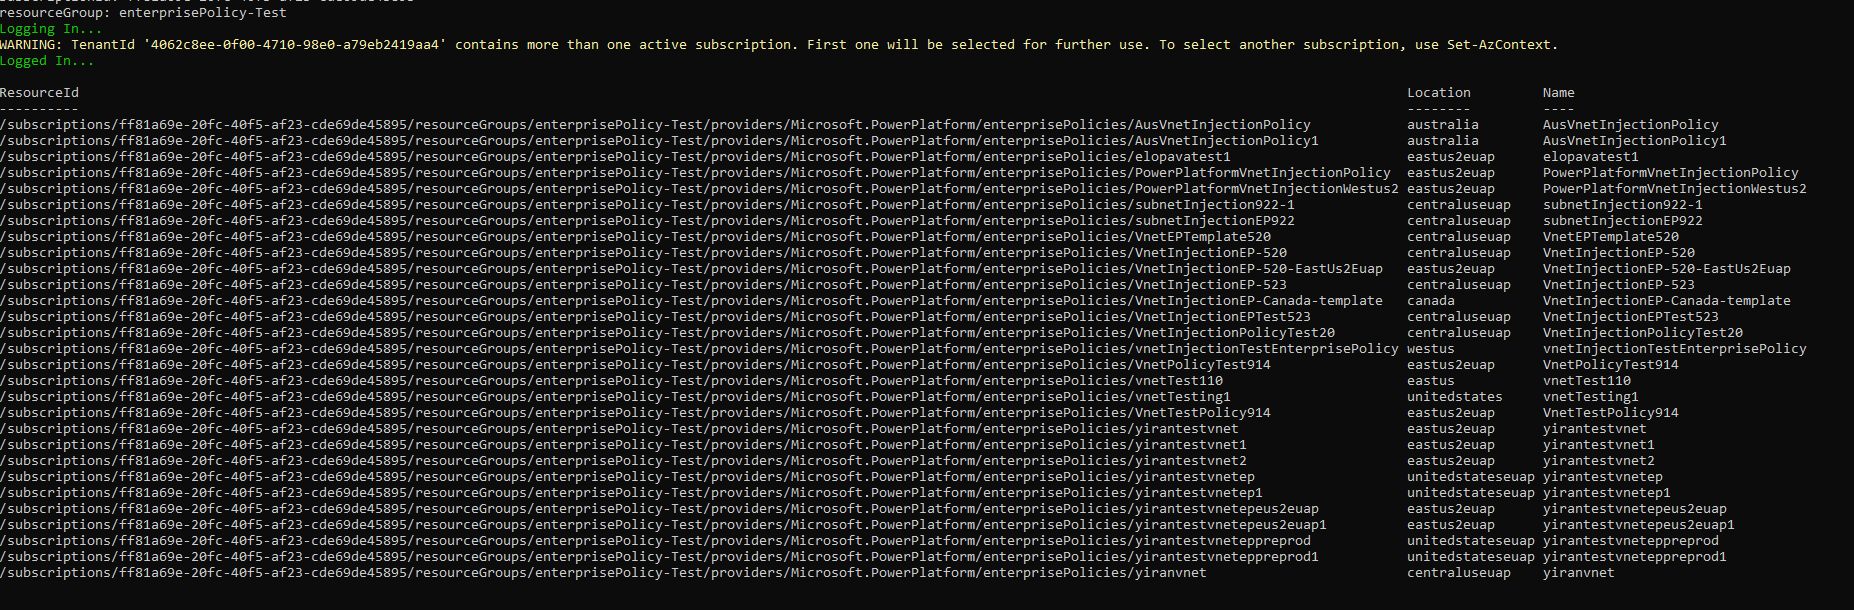 resourceGroup: enterprisePolicy-Test
Logging In...
WARNING: TenantId '4062c8ee-0f00-4710-98e0-a79eb2419aa4' contains more than one active subscription. First one will be selected for further use. To select another subscription, use Set-AzContext.
Logged In...
ResourceId Location Name
---------- -------- ----
/subscriptions/ff81a69e-20fc-40f5-af23-cde69de45895/resourceGroups/enterprisePolicy-Test/providers/Microsoft.PowerPlatform/enterprisePolicies/AusVnetInjectionPolicy australia AusVnetInjectionPolicy
/subscriptions/ff81a69e-20fc-40f5-af23-cde69de45895/resourceGroups/enterprisePolicy-Test/providers/Microsoft.PowerPlatform/enterprisePolicies/AusVnetInjectionPolicy1 australia AusVnetInjectionPolicy1
/subscriptions/ff81a69e-20fc-40f5-af23-cde69de45895/resourceGroups/enterprisePolicy-Test/providers/Microsoft.PowerPlatform/enterprisePolicies/elopavatest1 eastus2euap elopavatest1
/subscriptions/ff81a69e-20fc-40f5-af23-cde69de45895/resourceGroups/enterprisePolicy-Test/providers/Microsoft.PowerPlatform/enterprisePolicies/PowerPlatformVnetInjectionPolicy eastus2euap PowerPlatformVnetInjectionPolicy
/subscriptions/ff81a69e-20fc-40f5-af23-cde69de45895/resourceGroups/enterprisePolicy-Test/providers/Microsoft.PowerPlatform/enterprisePolicies/PowerPlatformVnetInjectionWestus2 eastus2euap PowerPlatformVnetInjectionWestus2
/subscriptions/ff81a69e-20fc-40f5-af23-cde69de45895/resourceGroups/enterprisePolicy-Test/providers/Microsoft.PowerPlatform/enterprisePolicies/subnetInjection922-1 centraluseuap subnetInjection922-1
/subscriptions/ff81a69e-20fc-40f5-af23-cde69de45895/resourceGroups/enterprisePolicy-Test/providers/Microsoft.PowerPlatform/enterprisePolicies/subnetInjectionEP922 centraluseuap subnetInjectionEP922
/subscriptions/ff81a69e-20fc-40f5-af23-cde69de45895/resourceGroups/enterprisePolicy-Test/providers/Microsoft.PowerPlatform/enterprisePolicies/VnetEPTemplate520 centraluseuap VnetEPTemplate520
/subscriptions/ff81a69e-20fc-40f5-af23-cde69de45895/resourceGroups/enterprisePolicy-Test/providers/Microsoft.PowerPlatform/enterprisePolicies/VnetInjectionEP-520 centraluseuap VnetInjectionEP-520
/subscriptions/ff81a69e-20fc-40f5-af23-cde69de45895/resourceGroups/enterprisePolicy-Test/providers/Microsoft.PowerPlatform/enterprisePolicies/VnetInjectionEP-520-EastUs2Euap eastus2euap VnetInjectionEP-520-EastUs2Euap
/subscriptions/ff81a69e-20fc-40f5-af23-cde69de45895/resourceGroups/enterprisePolicy-Test/providers/Microsoft.PowerPlatform/enterprisePolicies/VnetInjectionEP-523 centraluseuap VnetInjectionEP-523
/subscriptions/ff81a69e-20fc-40f5-af23-cde69de45895/resourceGroups/enterprisePolicy-Test/providers/Microsoft.PowerPlatform/enterprisePolicies/VnetInjectionEP-Canada-template canada VnetInjectionEP-Canada-template
/subscriptions/ff81a69e-20fc-40f5-af23-cde69de45895/resourceGroups/enterprisePolicy-Test/providers/Microsoft.PowerPlatform/enterprisePolicies/VnetInjectionEPTest523 centraluseuap VnetInjectionEPTest523
/subscriptions/ff81a69e-20fc-40f5-af23-cde69de45895/resourceGroups/enterprisePolicy-Test/providers/Microsoft.PowerPlatform/enterprisePolicies/VnetInjectionPolicyTest20 centraluseuap VnetInjectionPolicyTest20
/subscriptions/ff81a69e-20fc-40f5-af23-cde69de45895/resourceGroups/enterprisePolicy-Test/providers/Microsoft.PowerPlatform/enterprisePolicies/vnetInjectionTestEnterprisePolicy westus vnetInjectionTestEnterprisePolicy
/subscriptions/ff81a69e-20fc-40f5-af23-cde69de45895/resourceGroups/enterprisePolicy-Test/providers/Microsoft.PowerPlatform/enterprisePolicies/VnetPolicyTest914 eastus2euap VnetPolicyTest914
/subscriptions/ff81a69e-20fc-40f5-af23-cde69de45895/resourceGroups/enterprisePolicy-Test/providers/Microsoft.PowerPlatform/enterprisePolicies/vnetTest110 eastus vnetTest110
/subscriptions/ff81a69e-20fc-40f5-af23-cde69de45895/resourceGroups/enterprisePolicy-Test/providers/Microsoft.PowerPlatform/enterprisePolicies/vnetTesting1 unitedstates vnetTesting1
/subscriptions/ff81a69e-20fc-40f5-af23-cde69de45895/resourceGroups/enterprisePolicy-Test/providers/Microsoft.PowerPlatform/enterprisePolicies/VnetTestPolicy914 eastus2euap VnetTestPolicy914
/subscriptions/ff81a69e-20fc-40f5-af23-cde69de45895/resourceGroups/enterprisePolicy-Test/providers/Microsoft.PowerPlatform/enterprisePolicies/yirantestvnet eastus2euap yirantestvnet
/subscriptions/ff81a69e-20fc-40f5-af23-cde69de45895/resourceGroups/enterprisePolicy-Test/providers/Microsoft.PowerPlatform/enterprisePolicies/yirantestvnet1 eastus2euap yirantestvnet1
/subscriptions/ff81a69e-20fc-40f5-af23-cde69de45895/resourceGroups/enterprisePolicy-Test/providers/Microsoft.PowerPlatform/enterprisePolicies/yirantestvnet2 eastus2euap yirantestvnet2
/subscriptions/ff81a69e-20fc-40f5-af23-cde69de45895/resourceGroups/enterprisePolicy-Test/providers/Microsoft.PowerPlatform/enterprisePolicies/yirantestvnetep unitedstateseuap yirantestvnetep
/subscriptions/ff81a69e-20fc-40f5-af23-cde69de45895/resourceGroups/enterprisePolicy-Test/providers/Microsoft.PowerPlatform/enterprisePolicies/yirantestvnetep1 unitedstateseuap yirantestvnetep1
/subscriptions/ff81a69e-20fc-40f5-af23-cde69de45895/resourceGroups/enterprisePolicy-Test/providers/Microsoft.PowerPlatform/enterprisePolicies/yirantestvnetepeus2euap eastus2euap yirantestvnetepeus2euap
/subscriptions/ff81a69e-20fc-40f5-af23-cde69de45895/resourceGroups/enterprisePolicy-Test/providers/Microsoft.PowerPlatform/enterprisePolicies/yirantestvnetepeus2euap1 eastus2euap yirantestvnetepeus2euap1
/subscriptions/ff81a69e-20fc-40f5-af23-cde69de45895/resourceGroups/enterprisePolicy-Test/providers/Microsoft.PowerPlatform/enterprisePolicies/yirantestvneteppreprod unitedstateseuap yirantestvneteppreprod
/subscriptions/ff81a69e-20fc-40f5-af23-cde69de45895/resourceGroups/enterprisePolicy-Test/providers/Microsoft.PowerPlatform/enterprisePolicies/yirantestvneteppreprod1 unitedstateseuap yirantestvneteppreprod1
/subscriptions/ff81a69e-20fc-40f5-af23-cde69de45895/resourceGroups/enterprisePolicy-Test/providers/Microsoft.PowerPlatform/enterprisePolicies/yiranvnet centraluseuap yiranvnet